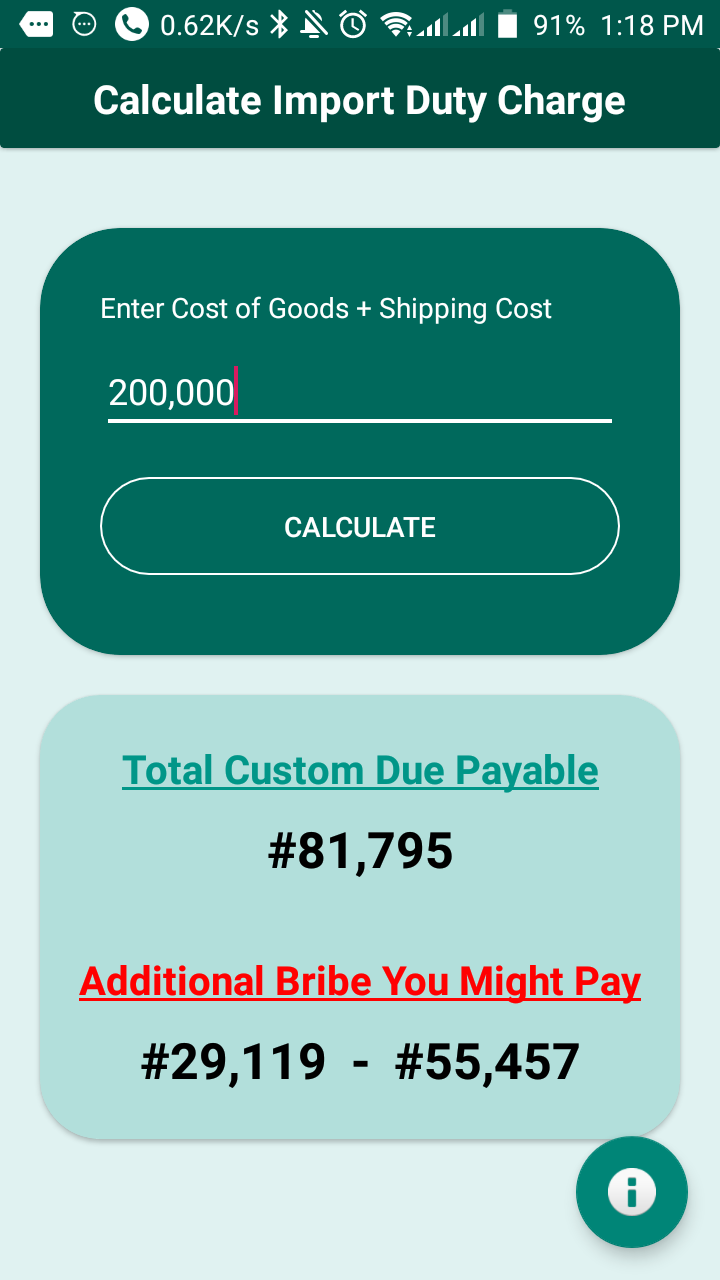 0.62K/s 91% 1:18 PM
Calculate Import Duty Charge
Enter Cost of Goods + Shipping Cost
200,000
CALCULATE
Total Custom Due Payable
#81,795
Additional Bribe You Might Pay
#29,119 - #55,457